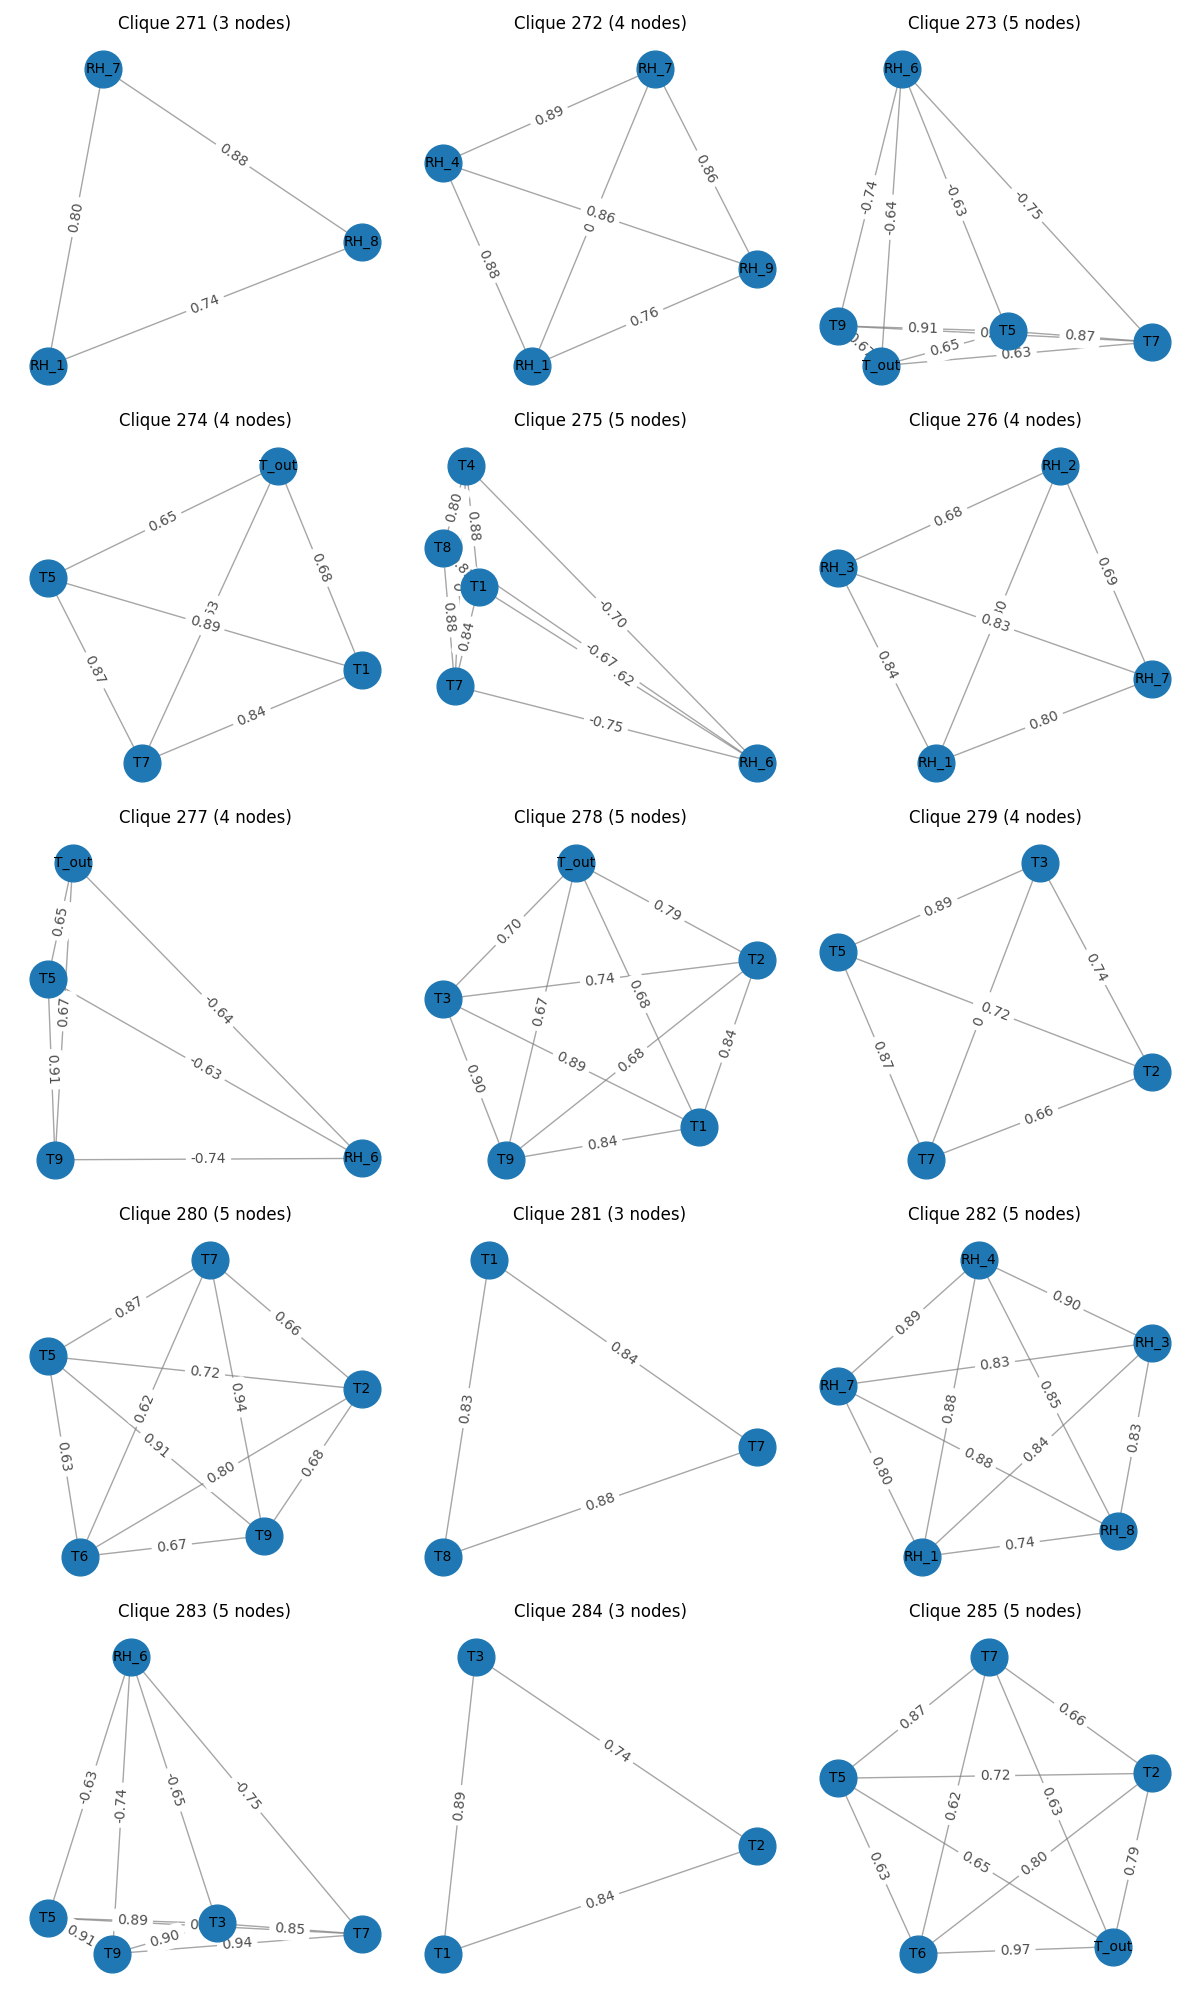 Clique 271 (3 nodes)
RH_7
0.88
0.80
RH_8
0.74
RH_1
Clique 272 (4 nodes)
RH_7
0.89
RH_4
0.86
0.86
0.88
RH_9
0.76
RH_1
Clique 273 (5 nodes)
RH_6
-0.74
-0.64
-0.63
-0.75
T9
0.91
T5
0.87
T7
0.67
T_out
0.65
0.63
Clique 274 (4 nodes)
T_out
0.65
0.68
T5
0.89
0.87
T1
0.84
T7
Clique 275 (5 nodes)
T4
0.80
0.88
T8
T1
-0.70
0.88
0.84
-0.67
T7
-0.75
RH_6
Clique 276 (4 nodes)
RH_2
0.68
0.69
RH_3
0.83
0.84
RH_7
0.80
RH_1
Clique 277 (4 nodes)
T_out
0.65
T5
0.67
-0.64
-0.63
0.91
T9
-0.74
RH_6
Clique 278 (5 nodes)
T_out
0.70
0.79
T2
0.74
T3
0.67
0.68
0.84
0.89
0.68
0.90
T1
0.84
T9
Clique 279 (4 nodes)
T3
0.89
T5
0.74
0.72
0.87
T2
0.66
T7
Clique 280 (5 nodes)
T7
0.87
0.66
T5
0.72
T2
0.62
0.94
0.63
0.91
0.80
0.68
T9
0.67
T6
Clique 281 (3 nodes)
T1
0.84
0.83
T7
0.88
T8
Clique 282 (5 nodes)
RH_4
0.90
0.89
RH_3
0.83
RH_7
0.88
0.85
0.83
0.84
0.88
0.80
RH_8
0.74
RH_1
Clique 283 (5 nodes)
RH_6
-0.63
-0.74
-0.65
-0.75
T5
0.89
T3
0.85
T7
0.91
0.90
0.94
T9
Clique 284 (3 nodes)
T3
0.74
0.89
T2
0.84
T1
Clique 285 (5 nodes)
T7
0.87
0.66
T5
0.72
T2
0.62
0.63
0.63
0.65
0.80
0.79
T_out
0.97
T6